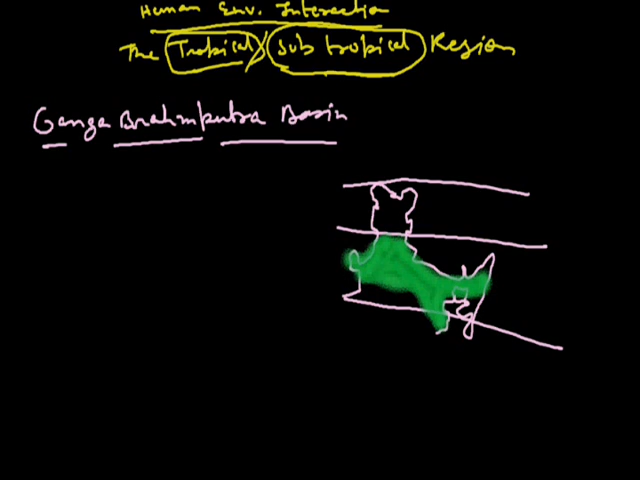 Human Env. Interaction
The Tropical Sub tropical Region
Ganga Brahmputra Basin